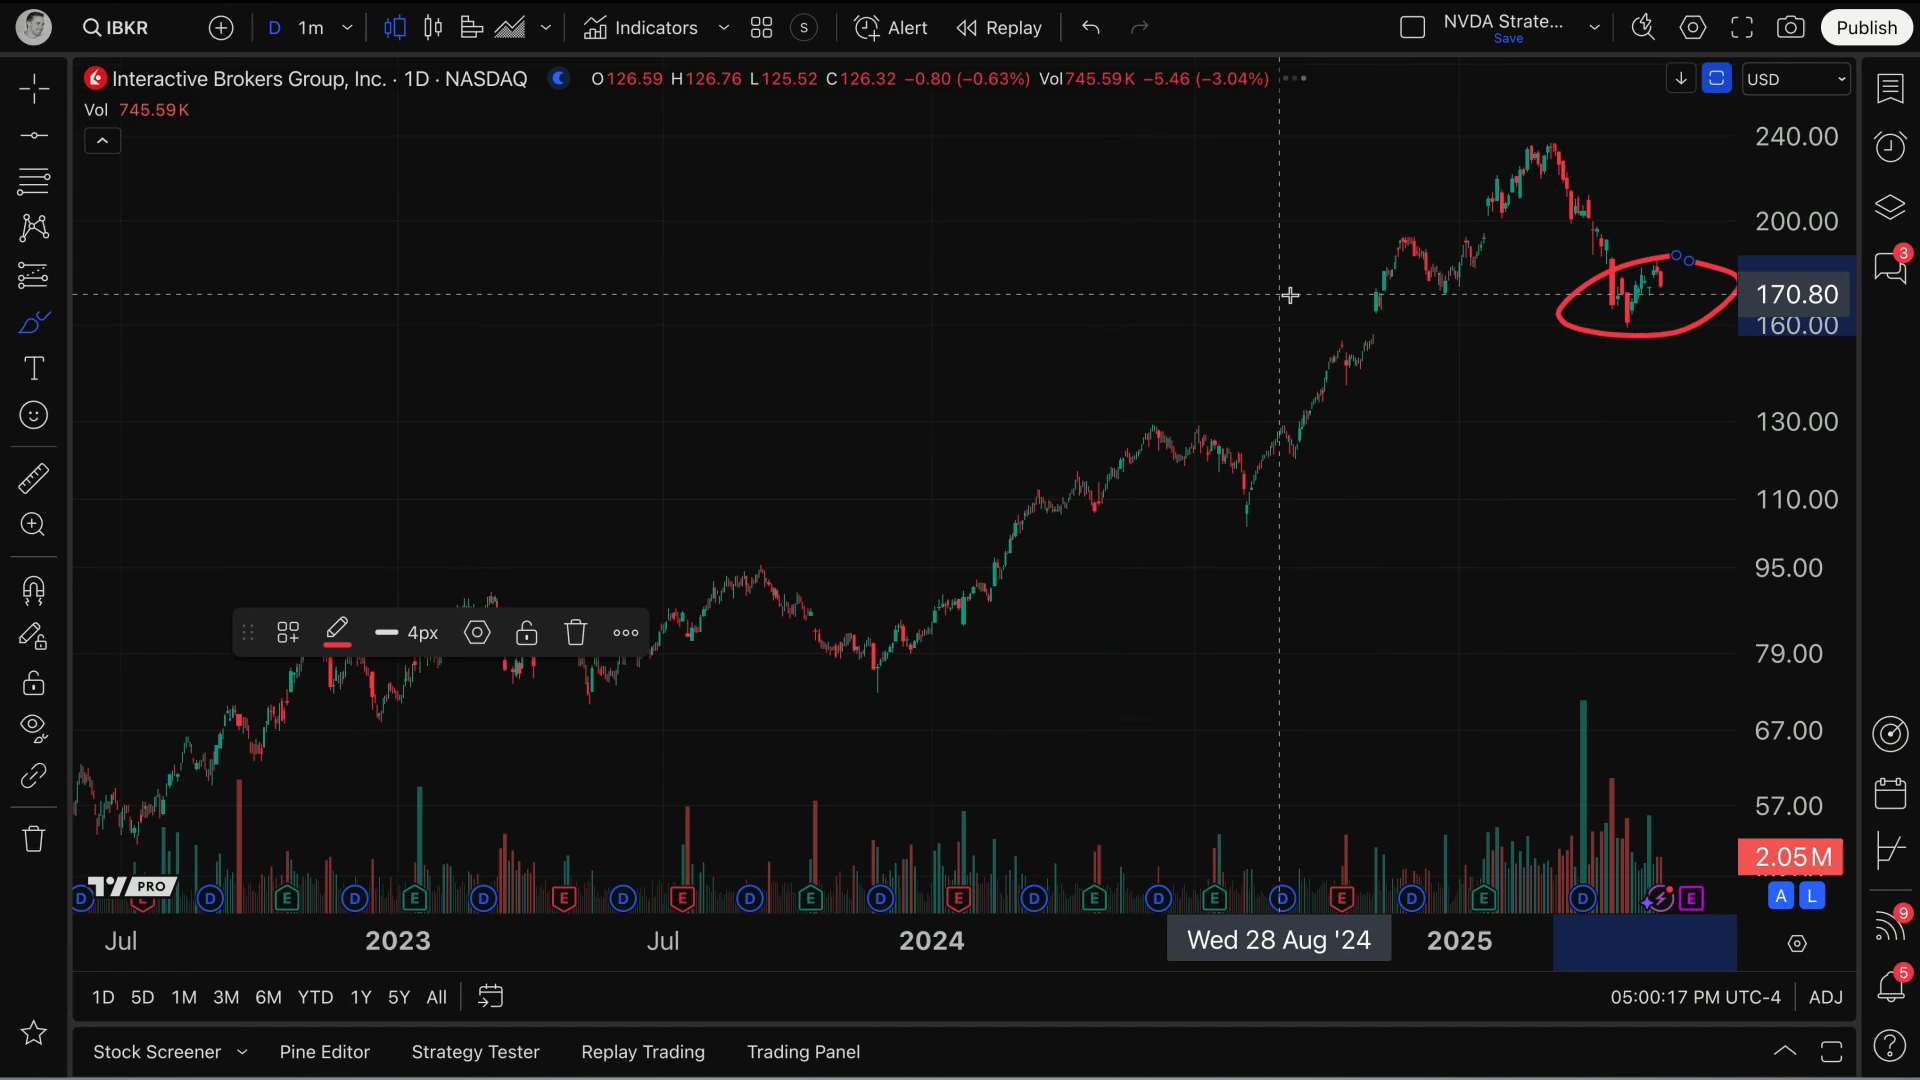 IBKR D 1m Indicators S Alert Replay NVDA Strate... Save Publish
Interactive Brokers Group, Inc. · 1D · NASDAQ O126.59 H126.76 L125.52 C126.32 −0.80 (−0.63%) Vol745.59K −5.46 (−3.04%) USD
Vol 745.59K
240.00
200.00
3
170.80
160.00
130.00
110.00
95.00
4px
79.00
67.00
57.00
2.05M
PRO
D E D E D E D E D E D E D E D E D E D E D E D E A L
9
Jul 2023 Jul 2024 Wed 28 Aug '24 2025
5
1D 5D 1M 3M 6M YTD 1Y 5Y All 05:00:17 PM UTC-4 ADJ
Stock Screener Pine Editor Strategy Tester Replay Trading Trading Panel